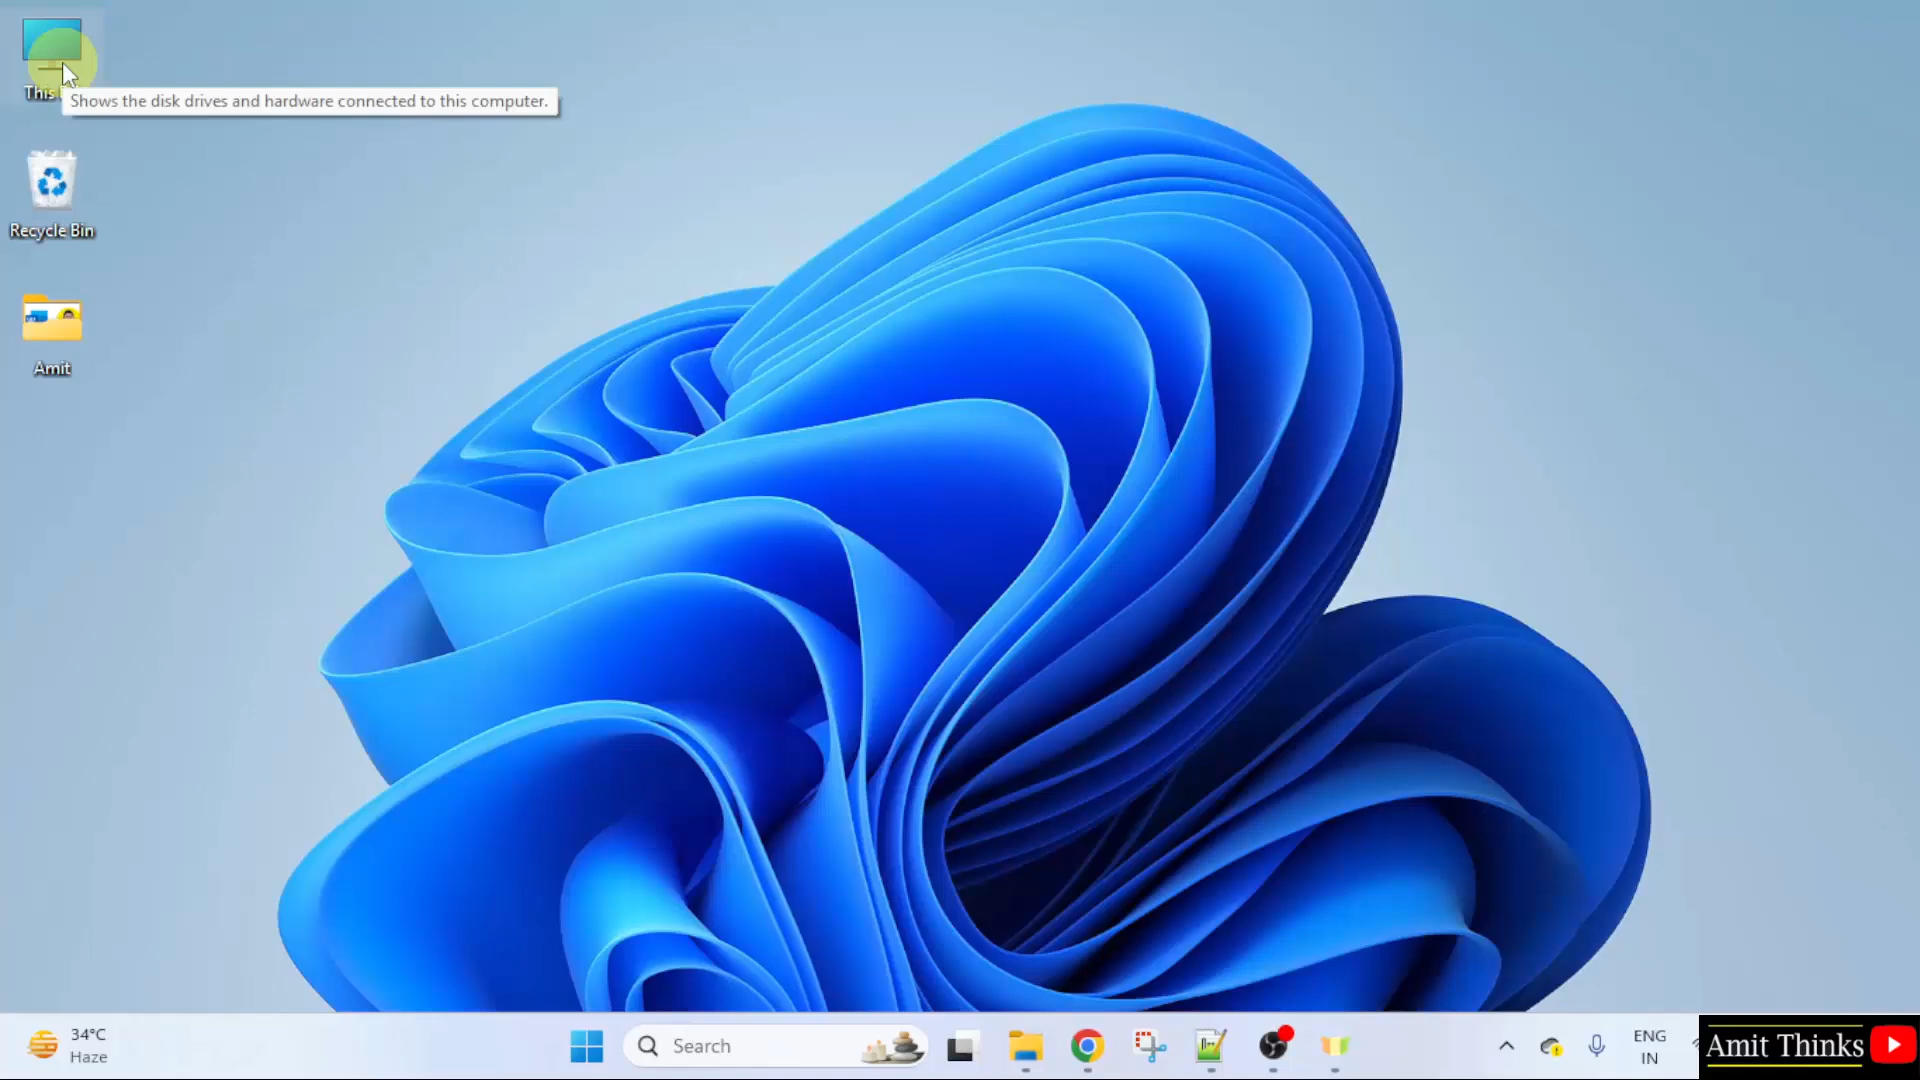 This
Shows the disk drives and hardware connected to this computer.
Recycle Bin
Amit
34°C
Haze
Search
ENG
IN
Amit Thinks